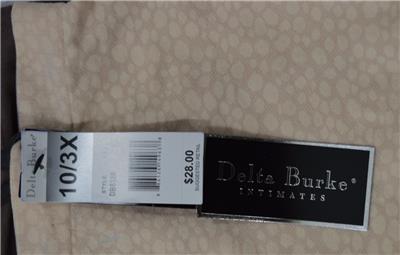 Delta Burke®
10/3X
STYLE:
$28.00
SUGGESTED RETAIL
Delta Burke®
INTIMATES